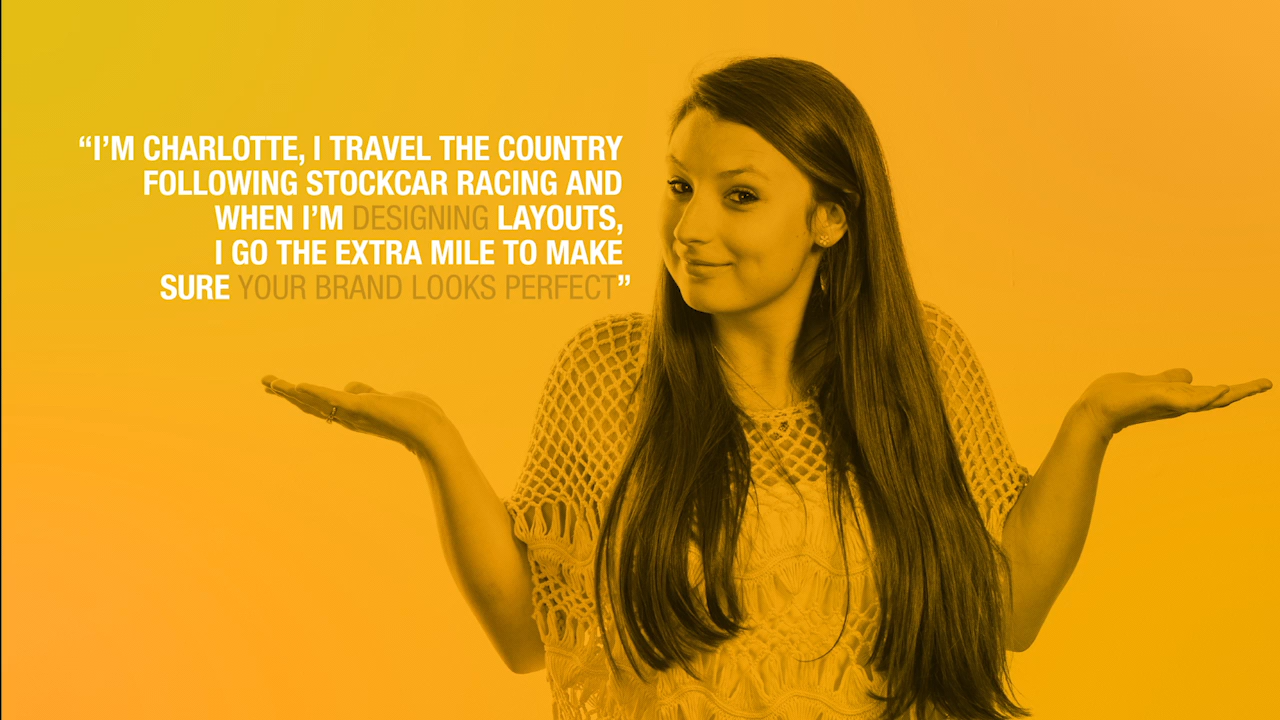 “I’M CHARLOTTE, I TRAVEL THE COUNTRY
FOLLOWING STOCKCAR RACING AND
WHEN I’M DESIGNING LAYOUTS,
I GO THE EXTRA MILE TO MAKE
SURE YOUR BRAND LOOKS PERFECT”